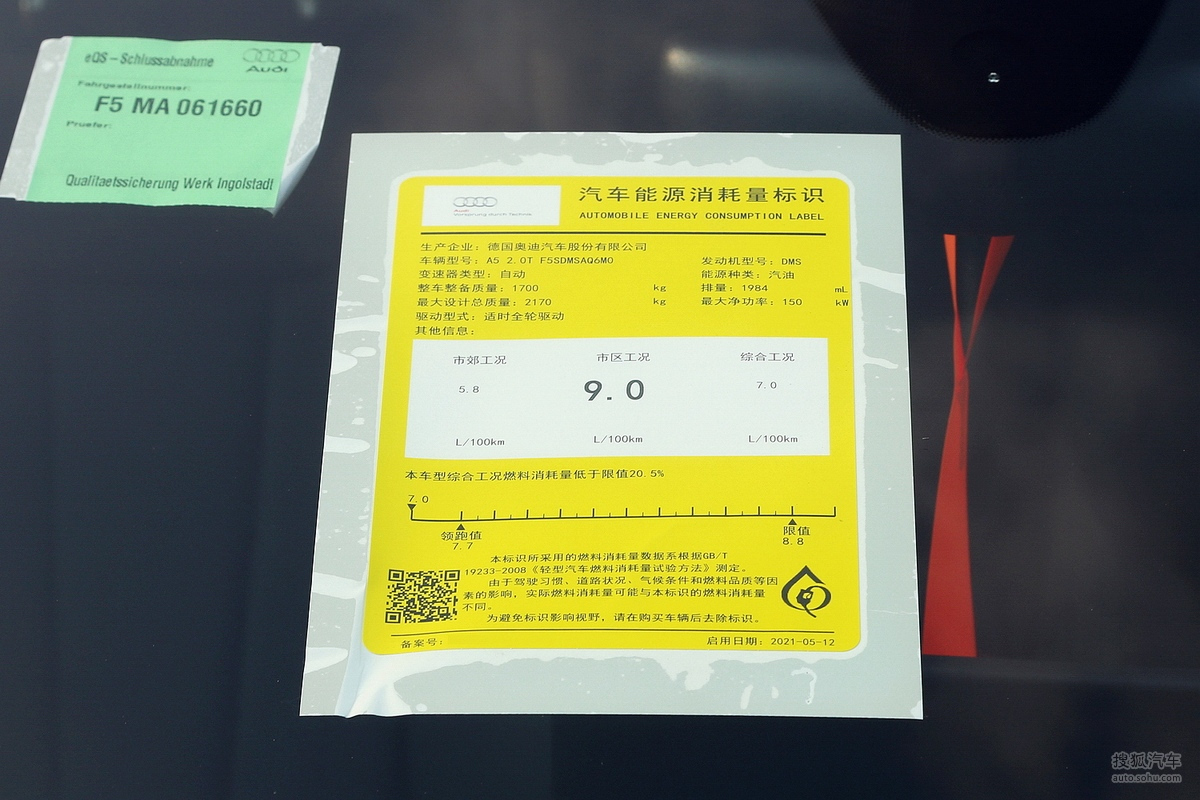 eQS – Schlussabnahme
Audi
Fahrgestellnummer:
F5 MA 061660
Pruefer:
Qualitaetssicherung Werk Ingolstadt
Audi
Vorsprung durch Technik
汽车能源消耗量标识
AUTOMOBILE ENERGY CONSUMPTION LABEL
生产企业：德国奥迪汽车股份有限公司
车辆型号：A5 2.0T F5SDMSAQ6M0 发动机型号：DMS
变速器类型：自动 能源种类：汽油
整车整备质量：1700 kg 排量：1984 mL
最大设计总质量：2170 kg 最大净功率：150 kW
驱动型式：适时全轮驱动
其他信息：
市郊工况 市区工况 综合工况
5.8 9.0 7.0
L/100km L/100km L/100km
本车型综合工况燃料消耗量低于限值20.5%
7.0
领跑值 限值
7.7 8.8
本标识所采用的燃料消耗量数据系根据GB/T
19233-2008《轻型汽车燃料消耗量试验方法》测定。
由于驾驶习惯、道路状况、气候条件和燃料品质等因
素的影响，实际燃料消耗量可能与本标识的燃料消耗量
不同。
为避免标识影响视野，请在购买车辆后去除标识。
备案号： 启用日期：2021-05-12
搜狐汽车
auto.sohu.com